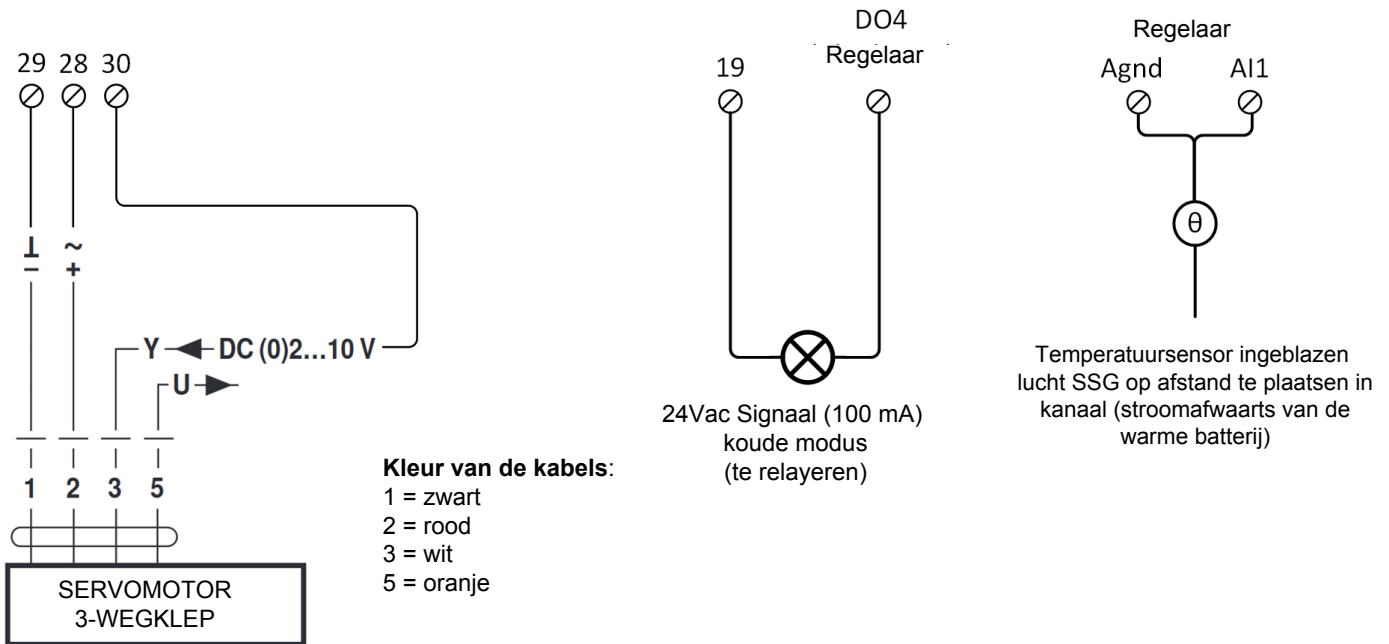 29 28 30
⊥ ~
− +
Y DC (0)2...10 V
U
1 2 3 5
SERVOMOTOR
3-WEGKLEP
Kleur van de kabels:
1 = zwart
2 = rood
3 = wit
5 = oranje
DO4
Regelaar
19
24Vac Signaal (100 mA)
koude modus
(te relayeren)
Regelaar
Agnd AI1
θ
Temperatuursensor ingeblazen
lucht SSG op afstand te plaatsen in
kanaal (stroomafwaarts van de
warme batterij)